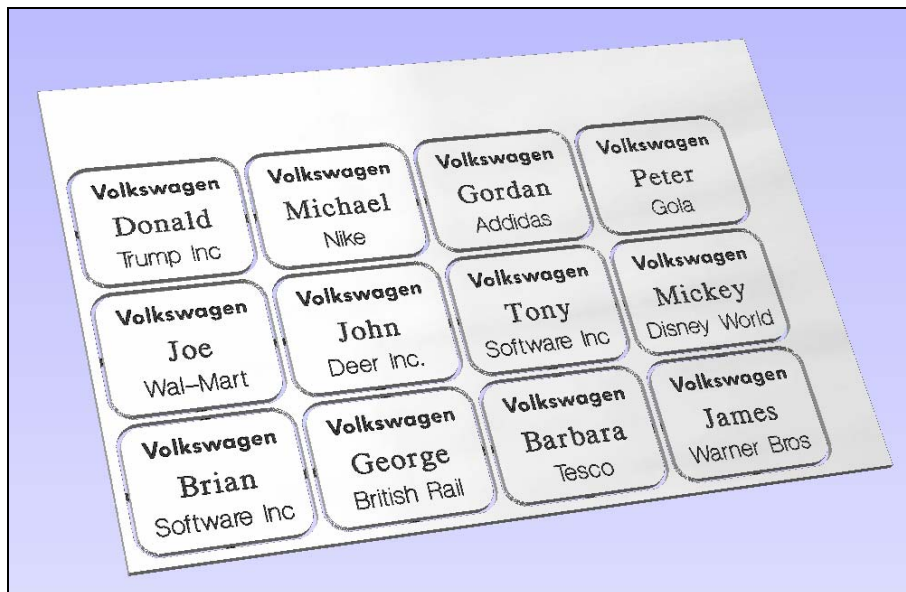 Volkswagen
Donald
Trump Inc
Volkswagen
Michael
Nike
Volkswagen
Gordan
Addidas
Volkswagen
Peter
Gola
Volkswagen
Joe
Wal-Mart
Volkswagen
John
Deer Inc.
Volkswagen
Tony
Software Inc
Volkswagen
Mickey
Disney World
Volkswagen
Brian
Software Inc
Volkswagen
George
British Rail
Volkswagen
Barbara
Tesco
Volkswagen
James
Warner Bros